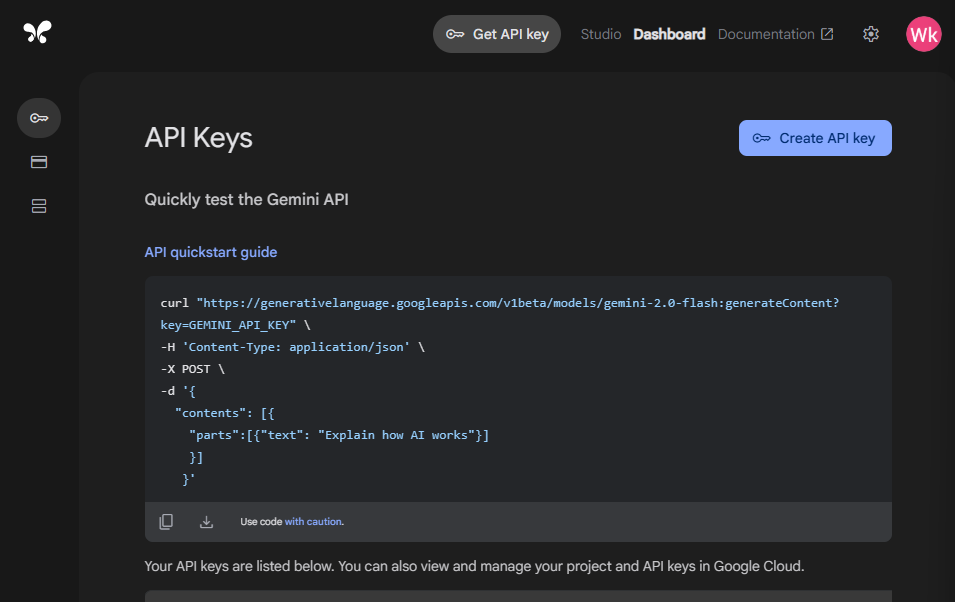 Get API key
Studio
Dashboard
Documentation
Wk
API Keys
Create API key
Quickly test the Gemini API
API quickstart guide
curl "https://generativelanguage.googleapis.com/v1beta/models/gemini-2.0-flash:generateContent?
key=GEMINI_API_KEY" \
-H 'Content-Type: application/json' \
-X POST \
-d '{
  "contents": [{
    "parts":[{"text": "Explain how AI works"}]
    }]
   }'
Use code with caution.
Your API keys are listed below. You can also view and manage your project and API keys in Google Cloud.